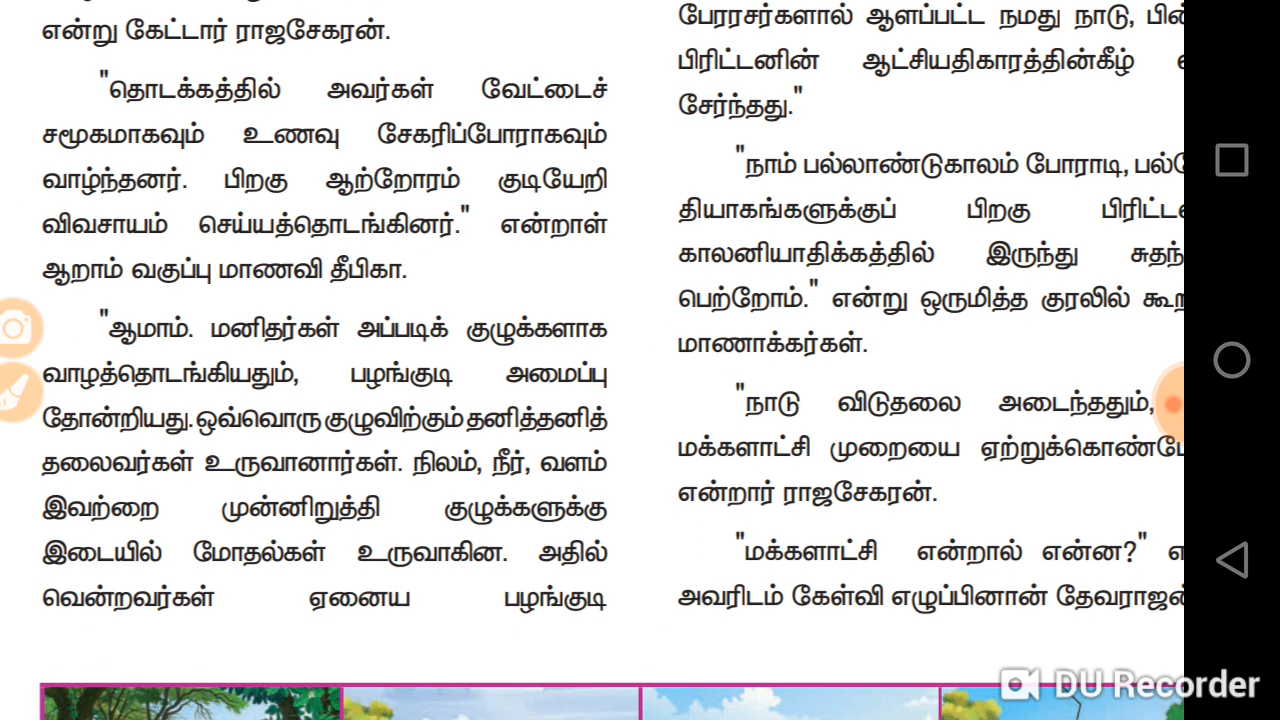 என்று கேட்டார் ராஜசேகரன்.
"தொடக்கத்தில் அவர்கள் வேட்டைச்
சமூகமாகவும் உணவு சேகரிப்போராகவும்
வாழ்ந்தனர். பிறகு ஆற்றோரம் குடியேறி
விவசாயம் செய்யத்தொடங்கினர்." என்றாள்
ஆறாம் வகுப்பு மாணவி தீபிகா.
"ஆமாம். மனிதர்கள் அப்படிக் குழுக்களாக
வாழத்தொடங்கியதும், பழங்குடி அமைப்பு
தோன்றியது. ஒவ்வொரு குழுவிற்கும் தனித்தனித்
தலைவர்கள் உருவானார்கள். நிலம், நீர், வளம்
இவற்றை முன்னிறுத்தி குழுக்களுக்கு
இடையில் மோதல்கள் உருவாகின. அதில்
வென்றவர்கள் ஏனைய பழங்குடி
பேரரசர்களால் ஆளப்பட்ட நமது நாடு,
பிரிட்டனின் ஆட்சியதிகாரத்தின்கீழ்
சேர்ந்தது."
"நாம் பல்லாண்டுகாலம் போராடி,
தியாகங்களுக்குப் பிறகு
காலனியாதிக்கத்தில் இருந்து
பெற்றோம்." என்று ஒருமித்த குரலில்
மாணாக்கர்கள்.
"நாடு விடுதலை அடைந்ததும்,
மக்களாட்சி முறையை
என்றார் ராஜசேகரன்.
"மக்களாட்சி என்றால் என்ன?"
அவரிடம் கேள்வி எழுப்பினான்
DU Recorder